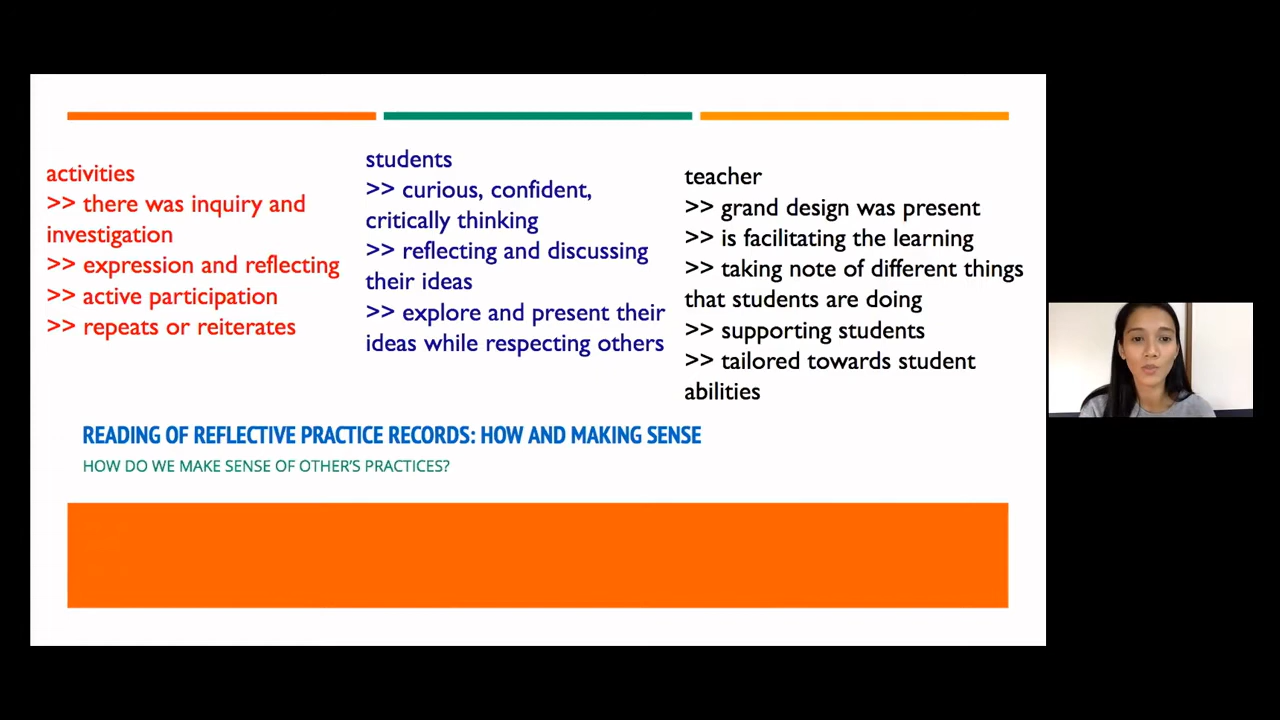 activities
>> there was inquiry and
investigation
>> expression and reflecting
>> active participation
>> repeats or reiterates
students
>> curious, confident,
critically thinking
>> reflecting and discussing
their ideas
>> explore and present their
ideas while respecting others
teacher
>> grand design was present
>> is facilitating the learning
>> taking note of different things
that students are doing
>> supporting students
>> tailored towards student
abilities
READING OF REFLECTIVE PRACTICE RECORDS: HOW AND MAKING SENSE
HOW DO WE MAKE SENSE OF OTHER'S PRACTICES?